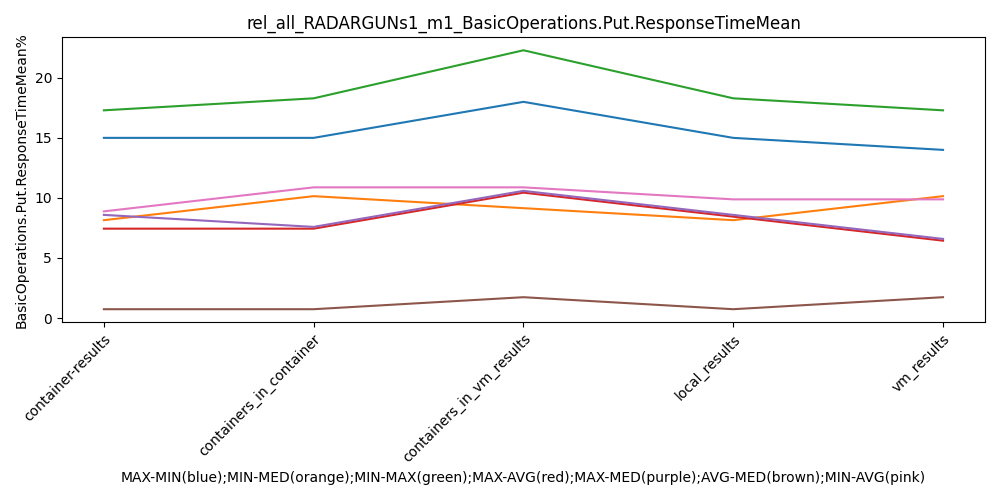 rel_all_RADARGUNs1_m1_BasicOperations.Put.ResponseTimeMean
BasicOperations.Put.ResponseTimeMean%
20
15
10
5
0
container-results
containers_in_container
containers_in_vm_results
local_results
vm_results
MAX-MIN(blue);MIN-MED(orange);MIN-MAX(green);MAX-AVG(red);MAX-MED(purple);AVG-MED(brown);MIN-AVG(pink)